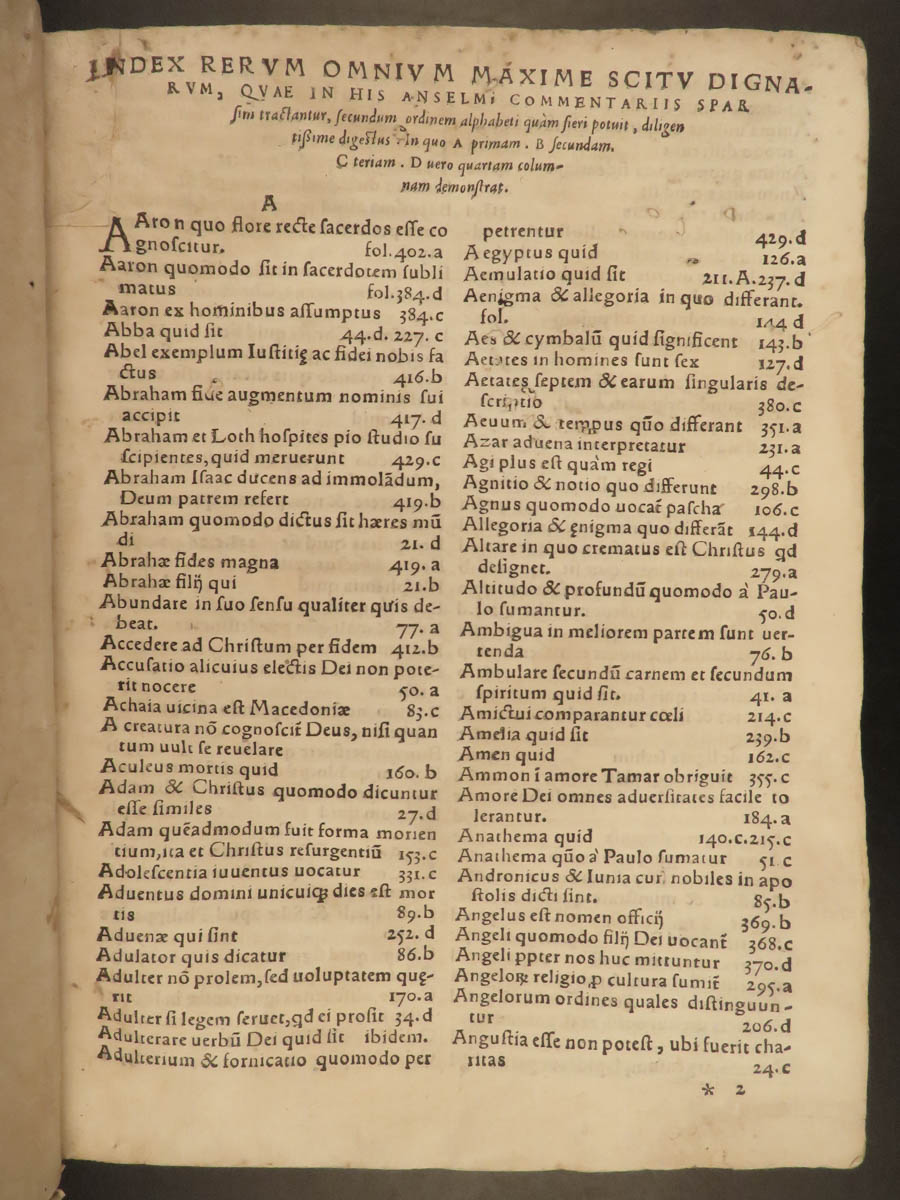 INDEX RERVM OMNIVM MAXIME SCITV DIGNA-
RVM, QVAE IN HIS ANSELMI COMMENTARIIS SPAR
sim tractantur, secundum ordinem alphabeti quàm fieri potuit, diligen
tißime digestus. In quo A primam. B secundam.
C teriam. D uero quartam colum-
nam demonstrat.
A
AAron quo flore recte sacerdos esse co
gnoscitur. fol.402.a
Aaron quomodo sit in sacerdotem subli
matus fol.384.d
Aaron ex hominibus assumptus 384.c
Abba quid sit 44.d. 227. c
Abel exemplum Iustitię ac fidei nobis fa
ctus 416.b
Abraham fide augmentum nominis sui
accipit 417. d
Abraham et Loth hospites pio studio su
scipientes, quid meruerunt 429.c
Abraham Isaac ducens ad immolādum,
Deum patrem refert 419.b
Abraham quomodo dictus sit hæres mū
di 21. d
Abrahæ fides magna 419. a
Abrahæ filij qui 21.b
Abundare in suo sensu qualiter quis de-
beat. 77. a
Accedere ad Christum per fidem 412.b
Accusatio alicuius electis Dei non pote-
rit nocere 50. a
Achaia uicina est Macedoniæ 83.c
A creatura nō cognoscit̃ Deus, nisi quan
tum uult se reuelare
Aculeus mortis quid 160. b
Adam & Christus quomodo dicuntur
esse similes 27.d
Adam quēadmodum fuit forma morien
tium, ita et Christus resurgentiū 153.c
Adolescentia iuuentus uocatur 331.c
Aduentus domini unicuiqꝫ dies est mor
tis 89.b
Aduenæ qui sint 252. d
Adulator quis dicatur 86.b
Adulter nō prolem, sed uoluptatem quę-
rit 170.a
Adulter si legem seruet, qd ei prosit 34.d
Adulterare uerbū Dei quid sit ibidem.
Adulterium & fornicatio quomodo per
petrentur 429.d
Aegyptus quid 126.a
Aemulatio quid sit 211.A.237.d
Aenigma & allegoria in quo differant.
fol. 144 d
Aes & cymbalū quid significent 143.b
Aetates in homines sunt sex 127.d
Aetates septem & earum singularis de-
scriptio 380.c
Aeuum & tempus quō differant 351.a
Azar aduena interpretatur 231.a
Agi plus est quàm regi 44.c
Agnitio & notio quo differunt 298.b
Agnus quomodo uocat̃ pascha 106.c
Allegoria & ęnigma quo differāt 144.d
Altare in quo crematus est Christus qd
designet. 279.a
Altitudo & profundū quomodo à Pau-
lo sumantur. 50.d
Ambigua in meliorem partem sunt uer-
tenda 76. b
Ambulare secundū carnem et secundum
spiritum quid sit. 41. a
Amictui comparantur cœli 214.c
Amelia quid sit 239.b
Amen quid 162.c
Ammon ī amore Tamar obriguit 355.c
Amore Dei omnes aduersitates facile to
lerantur. 184.a
Anathema quid 140.c.215.c
Anathema quō à Paulo sumatur 51 c
Andronicus & Iunia cur nobiles in apo
stolis dicti sint. 85.b
Angelus est nomen officij 369.b
Angeli quomodo filij Dei uocant̃ 368.c
Angeli ꝓpter nos huc mittuntur 370.d
Angeloꝝ religio, p cultura sumit̃ 295.a
Angelorum ordines quales distinguun-
tur 206.d
Angustia esse non potest, ubi fuerit cha-
ritas 24.c
* 2